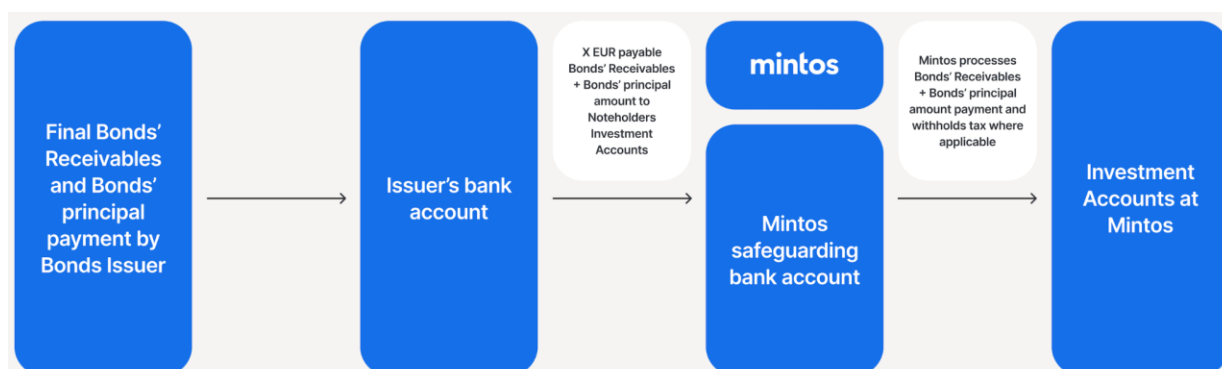 Final Bonds'
Receivables
and Bonds'
principal
payment by
Bonds Issuer
Issuer's bank
account
X EUR payable
Bonds' Receivables
+ Bonds' principal
amount to
Noteholders
Investment
Accounts
mintos
Mintos
safeguarding
bank account
Mintos processes
Bonds' Receivables
+ Bonds' principal
amount payment and
withholds tax where
applicable
Investment
Accounts at
Mintos